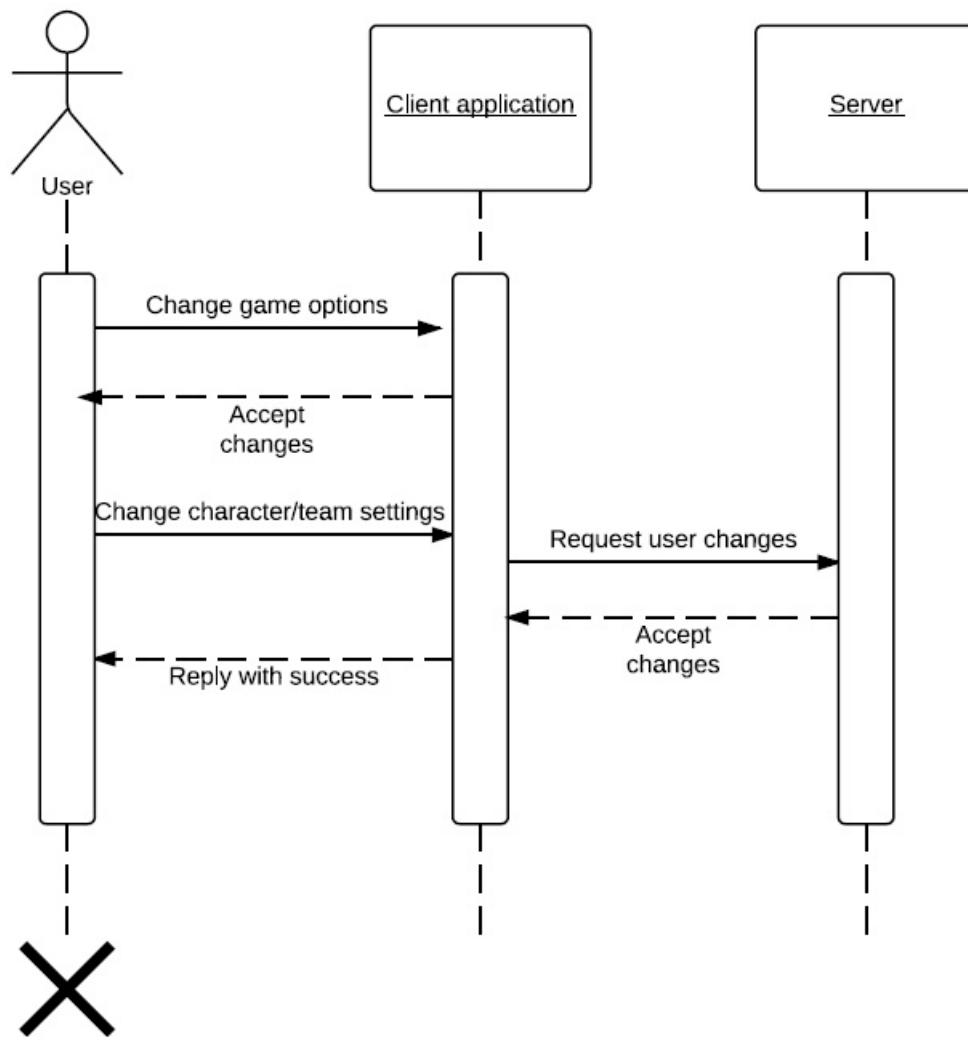 User
Client application
Server
Change game options
Accept
changes
Change character/team settings
Request user changes
Accept
changes
Reply with success